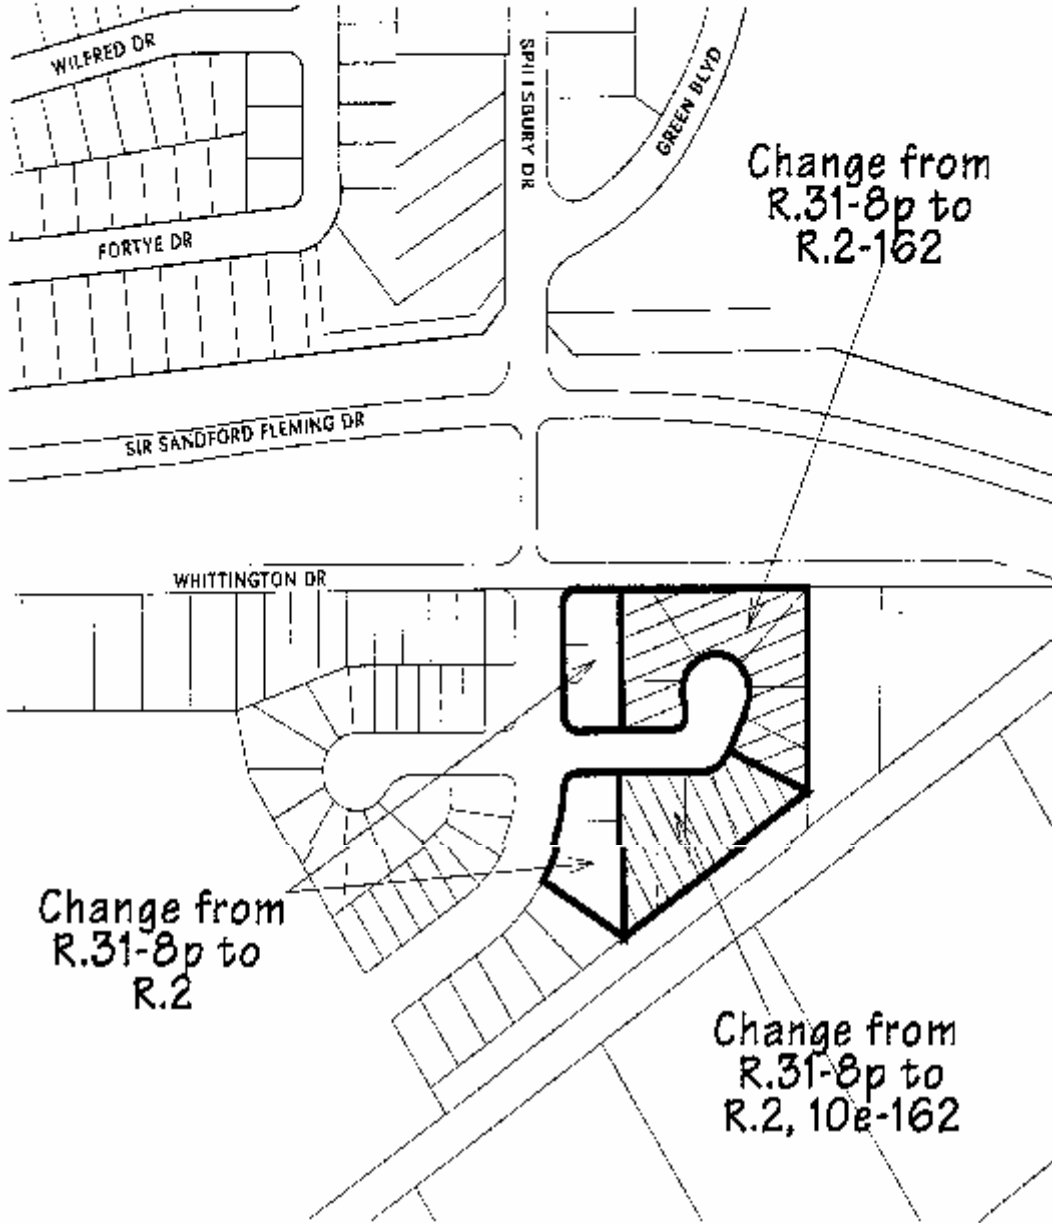 WILFRED DR
SPILLSBURY DR
GREEN BLVD
Change from
R.31-8p to
R.2-162
FORTYE DR
SIR SANDFORD FLEMING DR
WHITTINGTON DR
Change from
R.31-8p to
R.2
Change from
R.31-8p to
R.2, 10e-162